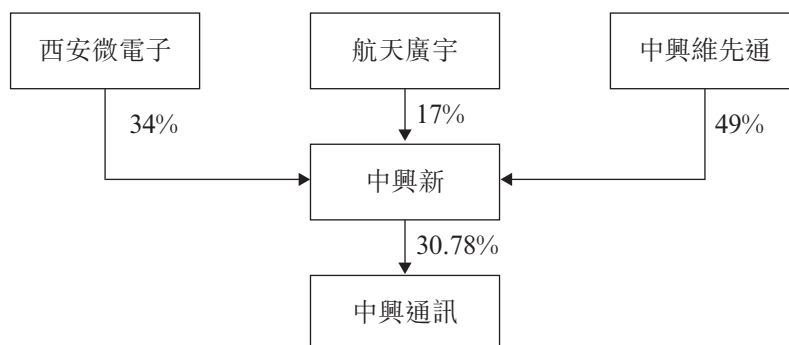 西安微電子
航天廣宇
中興維先通
34%
17%
49%
中興新
30.78%
中興通訊